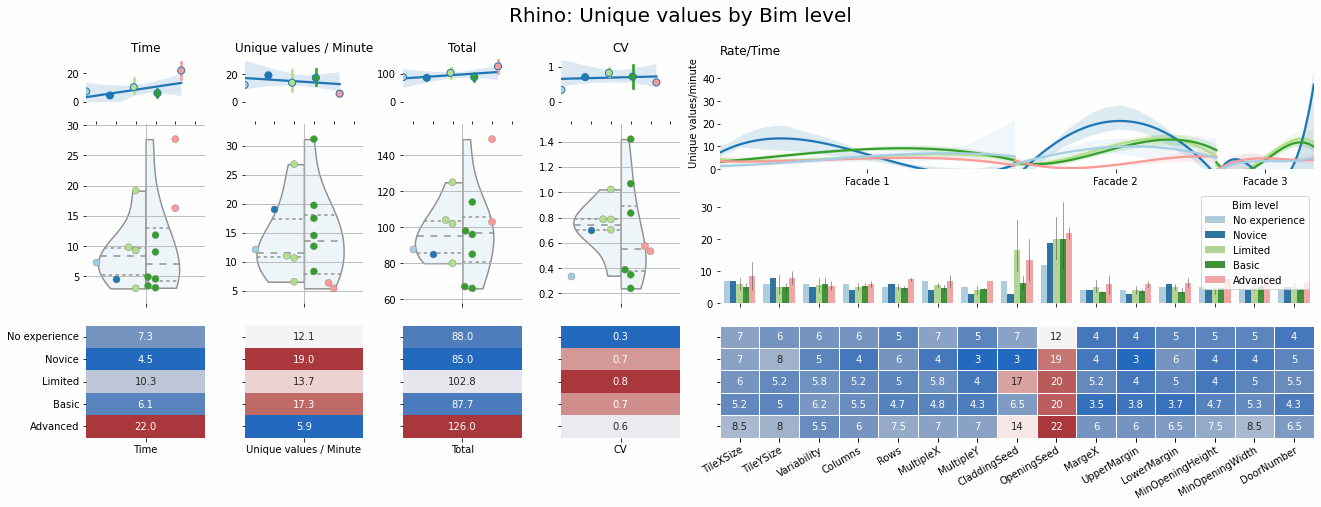 Rhino: Unique values by Bim level
Time
Unique values / Minute
Total
CV
Rate/Time
20
0
20
0
100
0
1
0
Unique values/minute
40
30
20
10
0
Facade 1
Facade 2
Facade 3
30
25
20
15
10
5
30
25
20
15
10
5
140
120
100
80
60
1.4
1.2
1.0
0.8
0.6
0.4
0.2
30
20
10
0
Bim level
No experience
Novice
Limited
Basic
Advanced
No experience 7.3 12.1 88.0 0.3 7 6 6 6 5 7 5 7 12 4 4 5 5 5 4
Novice 4.5 19.0 85.0 0.7 7 8 5 4 6 4 3 3 19 4 3 6 4 4 5
Limited 10.3 13.7 102.8 0.8 6 5.2 5.8 5.2 5 5.8 4 17 20 5.2 4 5 4 5 5.5
Basic 6.1 17.3 87.7 0.7 5.2 5 6.2 5.5 4.7 4.8 4.3 6.5 20 3.5 3.8 3.7 4.7 5.3 4.3
Advanced 22.0 5.9 126.0 0.6 8.5 8 5.5 6 7.5 7 7 14 22 6 6 6.5 7.5 8.5 6.5
Time
Unique values / Minute
Total
CV
TileXSize
TileYSize
Variability
Columns
Rows
MultipleX
MultipleY
CladdingSeed
OpeningSeed
MargeX
UpperMargin
LowerMargin
MinOpeningHeight
MinOpeningWidth
DoorNumber